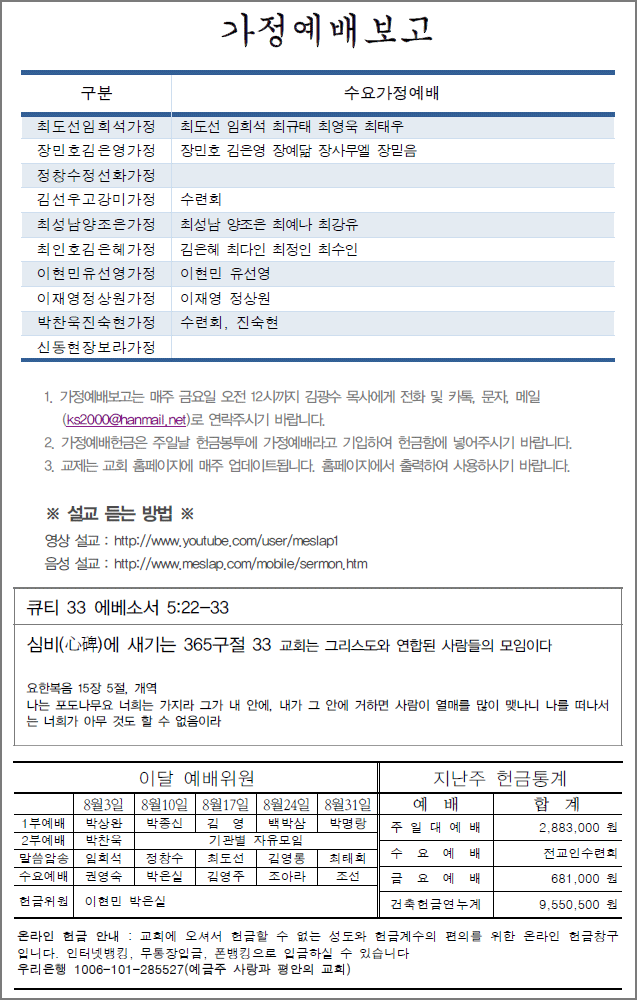 가정예배보고
구분 수요가정예배
최도선임희석가정 최도선 임희석 최규태 최영욱 최태우
장민호김은영가정 장민호 김은영 장예닮 장사무엘 장믿음
정창수정선화가정
김선우고강미가정 수련회
최성남양조은가정 최성남 양조은 최예나 최강유
최인호김은혜가정 김은혜 최다인 최정인 최수인
이현민유선영가정 이현민 유선영
이재영정상원가정 이재영 정상원
박찬욱진숙현가정 수련회, 진숙현
신동현장보라가정
1. 가정예배보고는 매주 금요일 오전 12시까지 김광수 목사에게 전화 및 카톡, 문자, 메일
(ks2000@hanmail.net)로 연락주시기 바랍니다.
2. 가정예배헌금은 주일날 헌금봉투에 가정예배라고 기입하여 헌금함에 넣어주시기 바랍니다.
3. 교제는 교회 홈페이지에 매주 업데이트됩니다. 홈페이지에서 출력하여 사용하시기 바랍니다.
※ 설교 듣는 방법 ※
영상 설교 : http://www.youtube.com/user/meslap1
음성 설교 : http://www.meslap.com/mobile/sermon.htm
큐티 33 에베소서 5:22-33
심비(心碑)에 새기는 365구절 33 교회는 그리스도와 연합된 사람들의 모임이다
요한복음 15장 5절, 개역
나는 포도나무요 너희는 가지라 그가 내 안에, 내가 그 안에 거하면 사람이 열매를 많이 맺나니 나를 떠나서
는 너희가 아무 것도 할 수 없음이라
이달 예배위원
8월3일 8월10일 8월17일 8월24일 8월31일
1부예배 박상완 박종신 김 영 백박삼 박명랑
2부예배 박찬욱 기관별 자유모임
말씀암송 임희석 정창수 최도선 김영롱 최태희
수요예배 권영숙 박은실 김영주 조아라 조선
헌금위원 이현민 박은실
지난주 헌금통계
예 배 합 계
주 일 대 예 배 2,883,000 원
수 요 예 배 전교인수련회
금 요 예 배 681,000 원
건축헌금연누계 9,550,500 원
온라인 헌금 안내 : 교회에 오셔서 헌금할 수 없는 성도와 헌금계수의 편의를 위한 온라인 헌금창구
입니다. 인터넷뱅킹, 무통장입금, 폰뱅킹으로 입금하실 수 있습니다
우리은행 1006-101-285527(예금주 사랑과 평안의 교회)